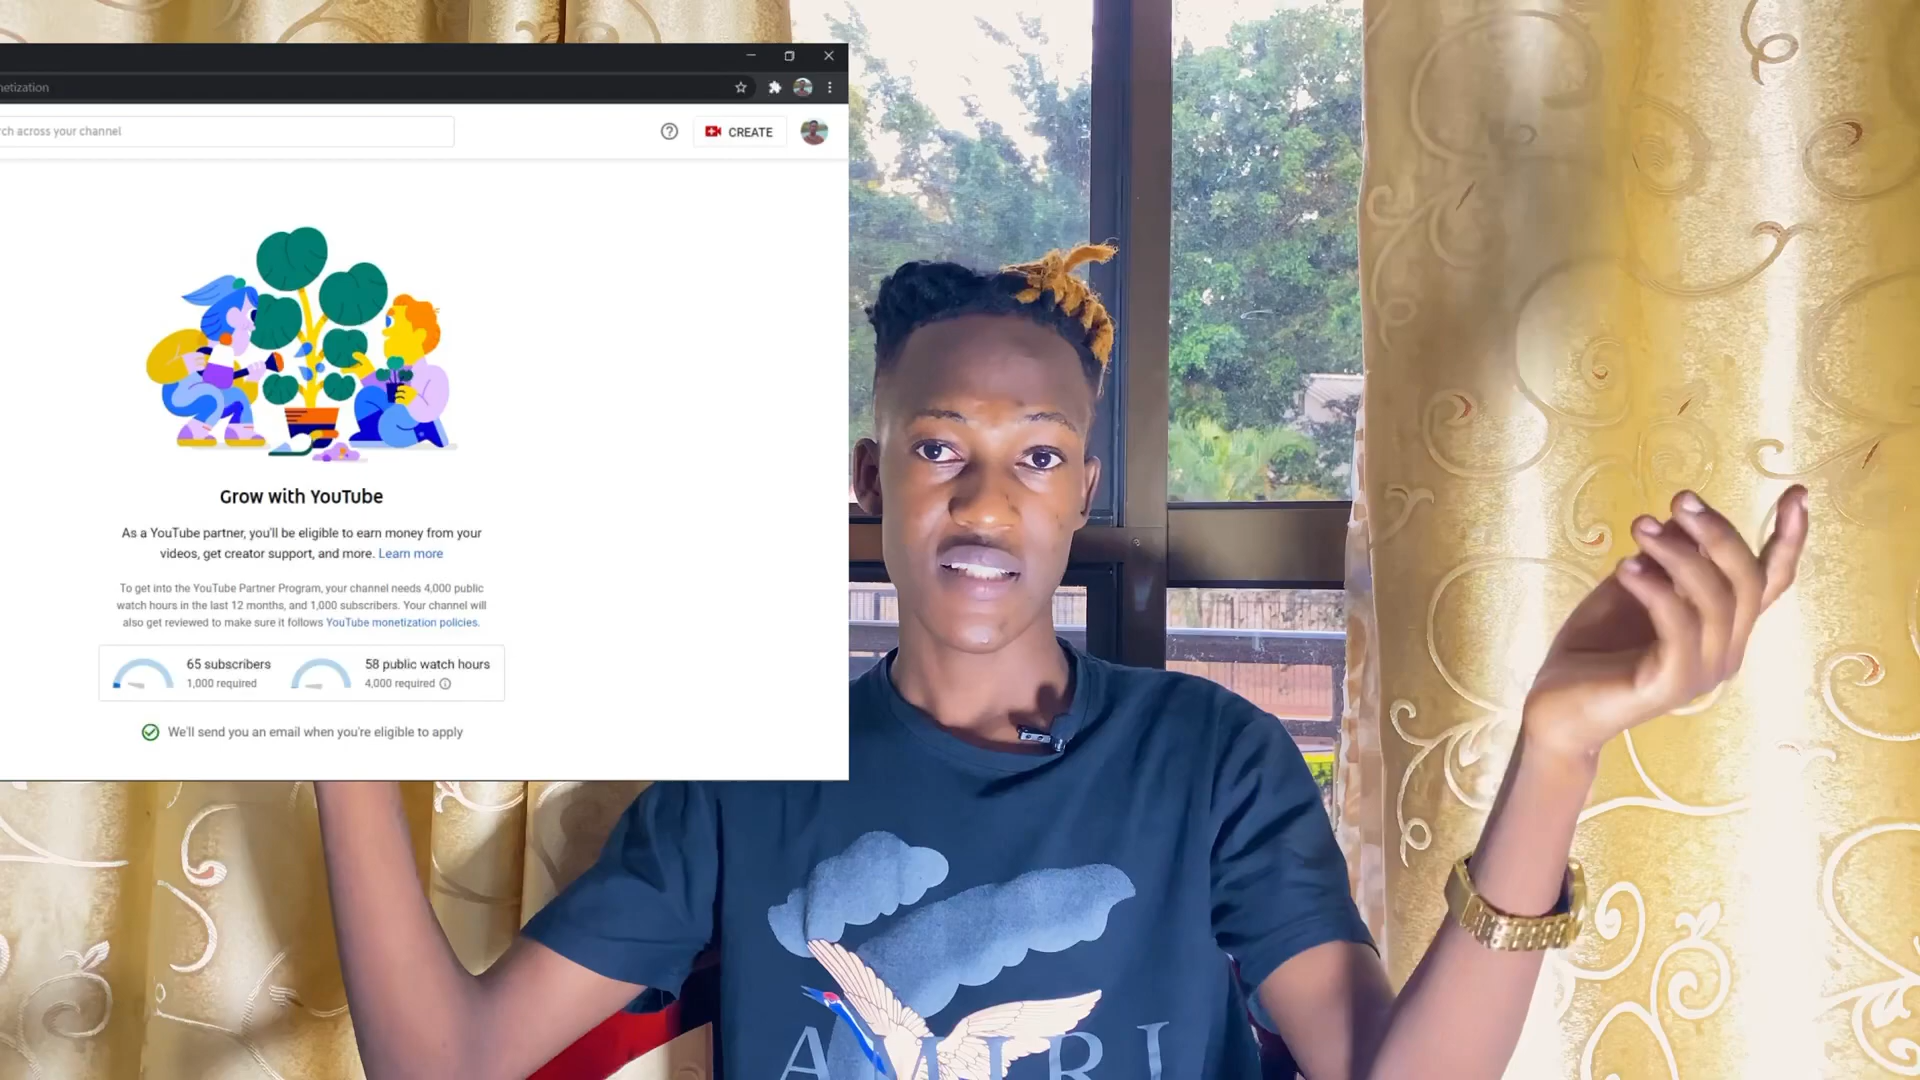 netization
rch across your channel
CREATE
Grow with YouTube
As a YouTube partner, you'll be eligible to earn money from your
videos, get creator support, and more. Learn more
To get into the YouTube Partner Program, your channel needs 4,000 public
watch hours in the last 12 months, and 1,000 subscribers. Your channel will
also get reviewed to make sure it follows YouTube monetization policies.
65 subscribers
1,000 required
58 public watch hours
4,000 required
We'll send you an email when you're eligible to apply
AMIRI